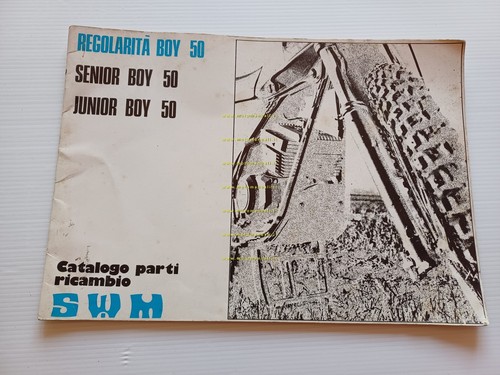 REGOLARITÀ BOY 50
SENIOR BOY 50
JUNIOR BOY 50
Catalogo parti
ricambio
SWM